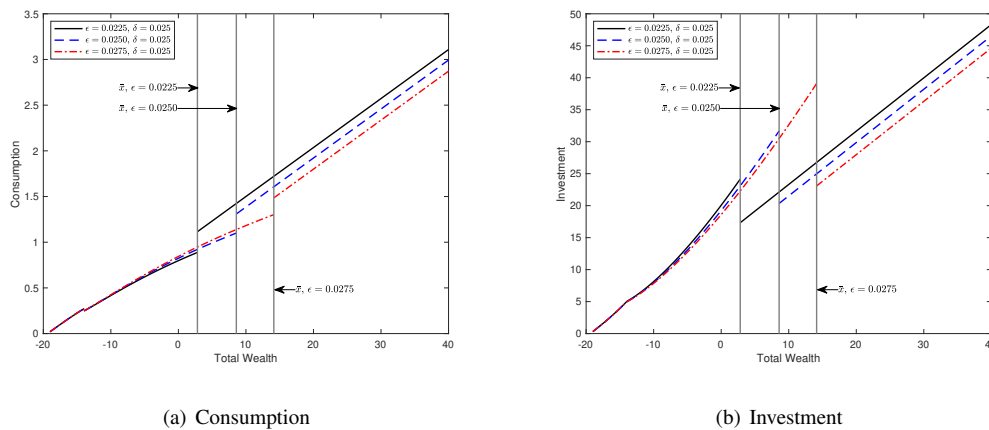 3.5
3
2.5
2
1.5
1
0.5
0
-20
-10
0
10
20
30
40
Consumption
Total Wealth
ϵ = 0.0225, δ = 0.025
ϵ = 0.0250, δ = 0.025
ϵ = 0.0275, δ = 0.025
x̄, ϵ = 0.0225
x̄, ϵ = 0.0250
x̄, ϵ = 0.0275
(a) Consumption
50
45
40
35
30
25
20
15
10
5
0
-20
-10
0
10
20
30
40
Investment
Total Wealth
ϵ = 0.0225, δ = 0.025
ϵ = 0.0250, δ = 0.025
ϵ = 0.0275, δ = 0.025
x̄, ϵ = 0.0225
x̄, ϵ = 0.0250
x̄, ϵ = 0.0275
(b) Investment